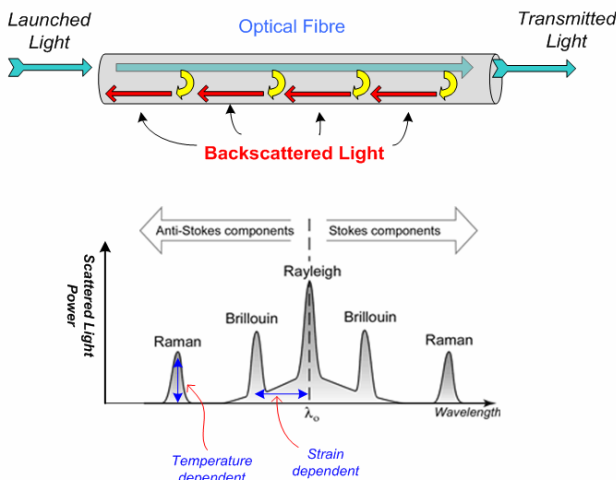 Launched
Light
Optical Fibre
Transmitted
Light
Backscattered Light
Anti-Stokes components
Stokes components
Scattered Light
Power
Rayleigh
Brillouin
Brillouin
Raman
Raman
λo
Wavelength
Temperature
dependent
Strain
dependent